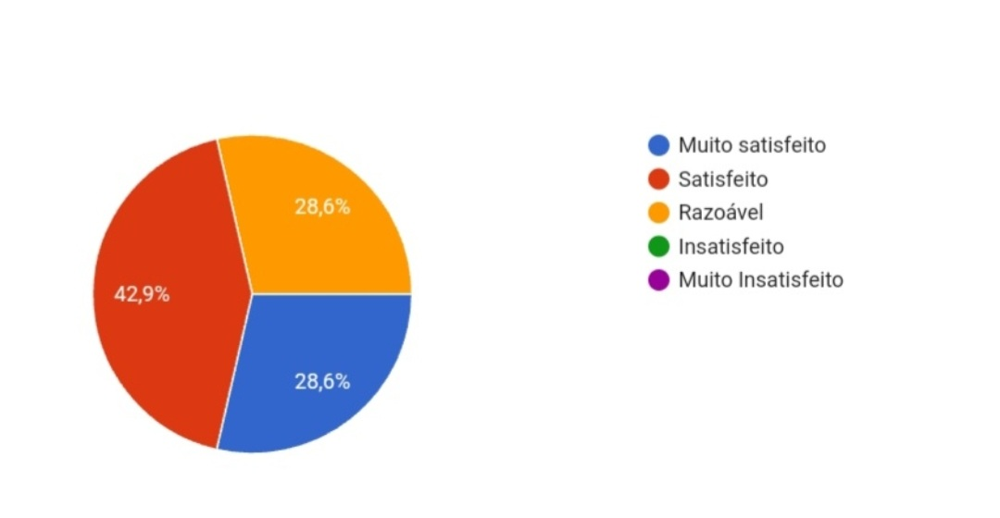 28,6%
42,9%
28,6%
Muito satisfeito
Satisfeito
Razoável
Insatisfeito
Muito Insatisfeito